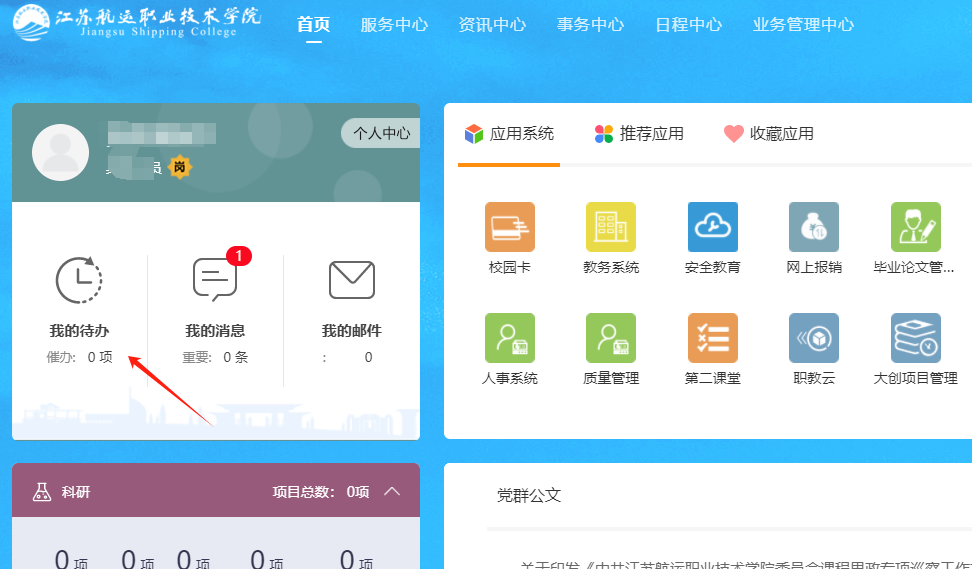 江苏航运职业技术学院
Jiangsu Shipping College
首页 服务中心 资讯中心 事务中心 日程中心 业务管理中心
个人中心
员 岗
应用系统 推荐应用 收藏应用
1
我的待办 我的消息 我的邮件
催办: 0 项 重要: 0 条 : 0
校园卡 教务系统 安全教育 网上报销 毕业论文管...
人事系统 质量管理 第二课堂 职教云 大创项目管理
科研 项目总数: 0项
0 项 0 项 0 项 0 项 0 项
党群公文
关于印发《中共江苏航运职业技术学院委员会课程思政专项巡察工作